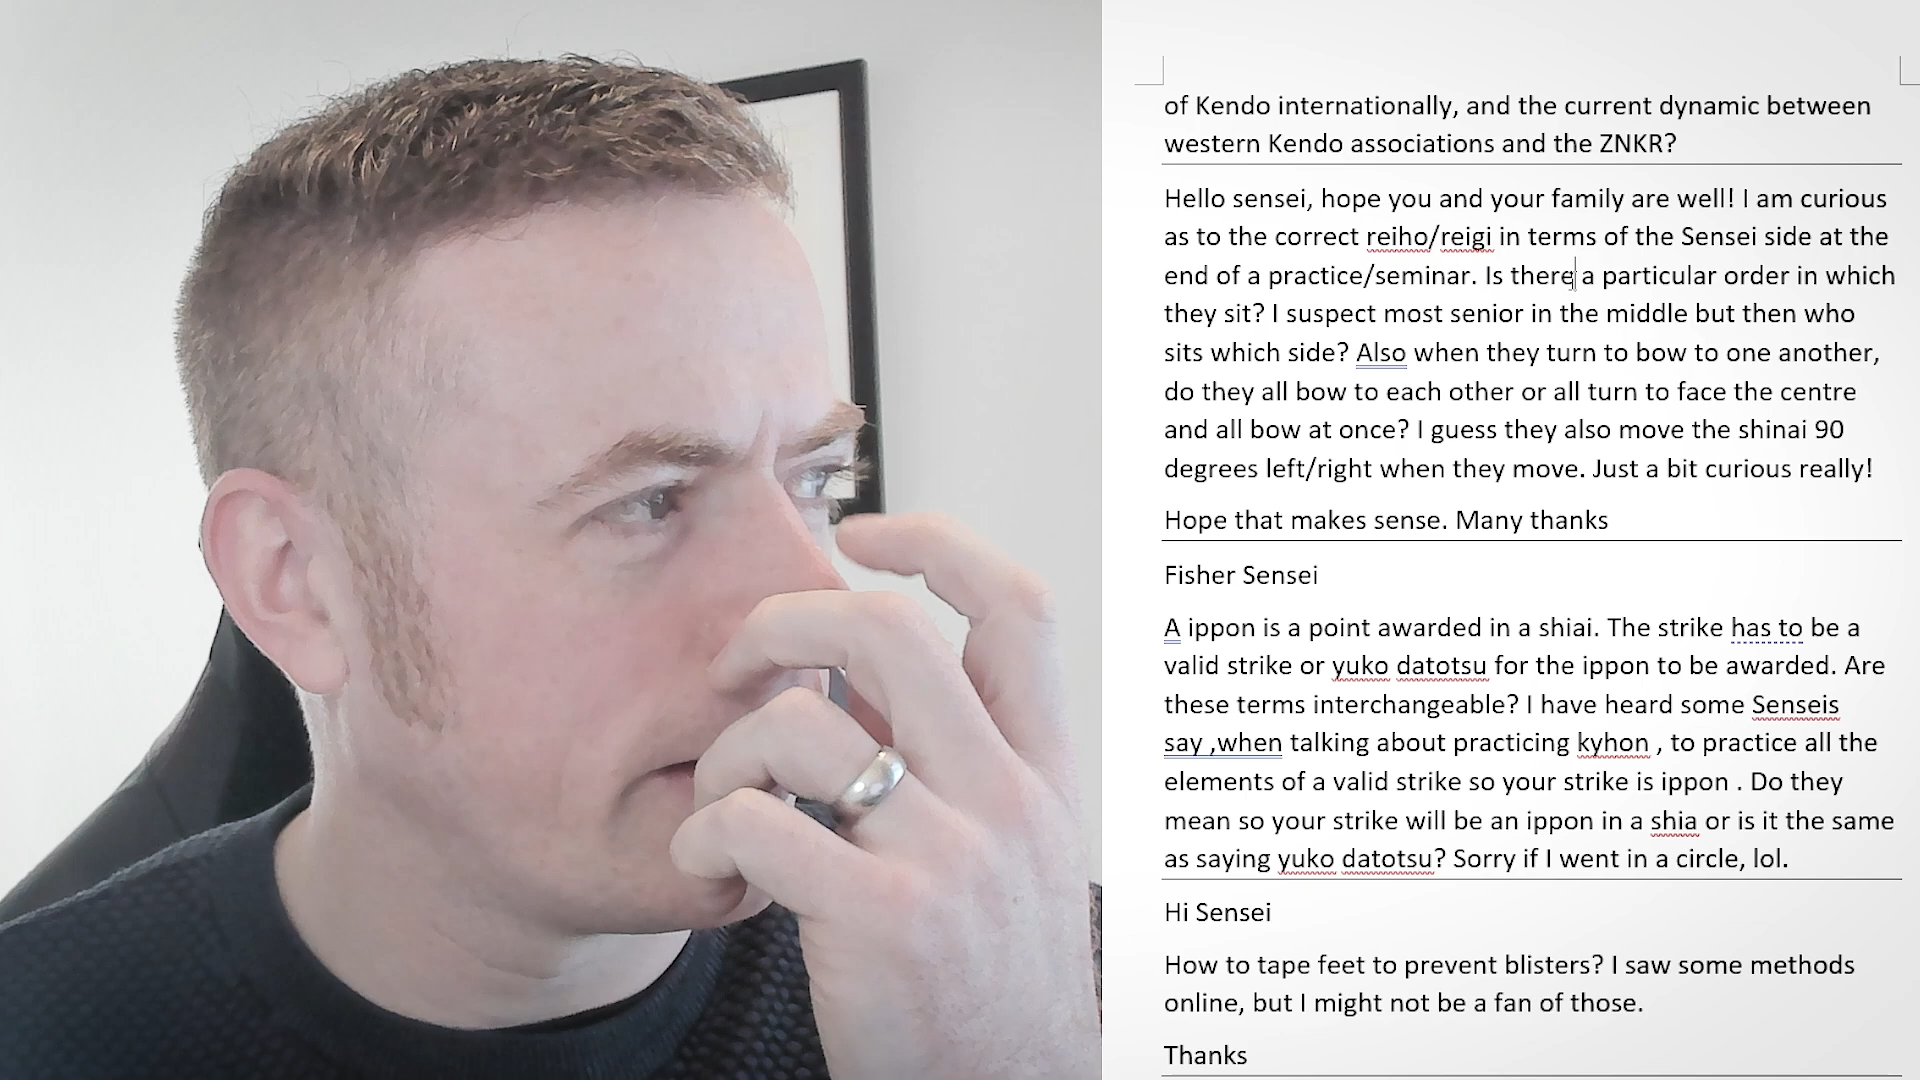 of Kendo internationally, and the current dynamic between
western Kendo associations and the ZNKR?
Hello sensei, hope you and your family are well! I am curious
as to the correct reiho/reigi in terms of the Sensei side at the
end of a practice/seminar. Is there a particular order in which
they sit? I suspect most senior in the middle but then who
sits which side? Also when they turn to bow to one another,
do they all bow to each other or all turn to face the centre
and all bow at once? I guess they also move the shinai 90
degrees left/right when they move. Just a bit curious really!
Hope that makes sense. Many thanks
Fisher Sensei
A ippon is a point awarded in a shiai. The strike has to be a
valid strike or yuko datotsu for the ippon to be awarded. Are
these terms interchangeable? I have heard some Senseis
say ,when talking about practicing kyhon , to practice all the
elements of a valid strike so your strike is ippon . Do they
mean so your strike will be an ippon in a shia or is it the same
as saying yuko datotsu? Sorry if I went in a circle, lol.
Hi Sensei
How to tape feet to prevent blisters? I saw some methods
online, but I might not be a fan of those.
Thanks